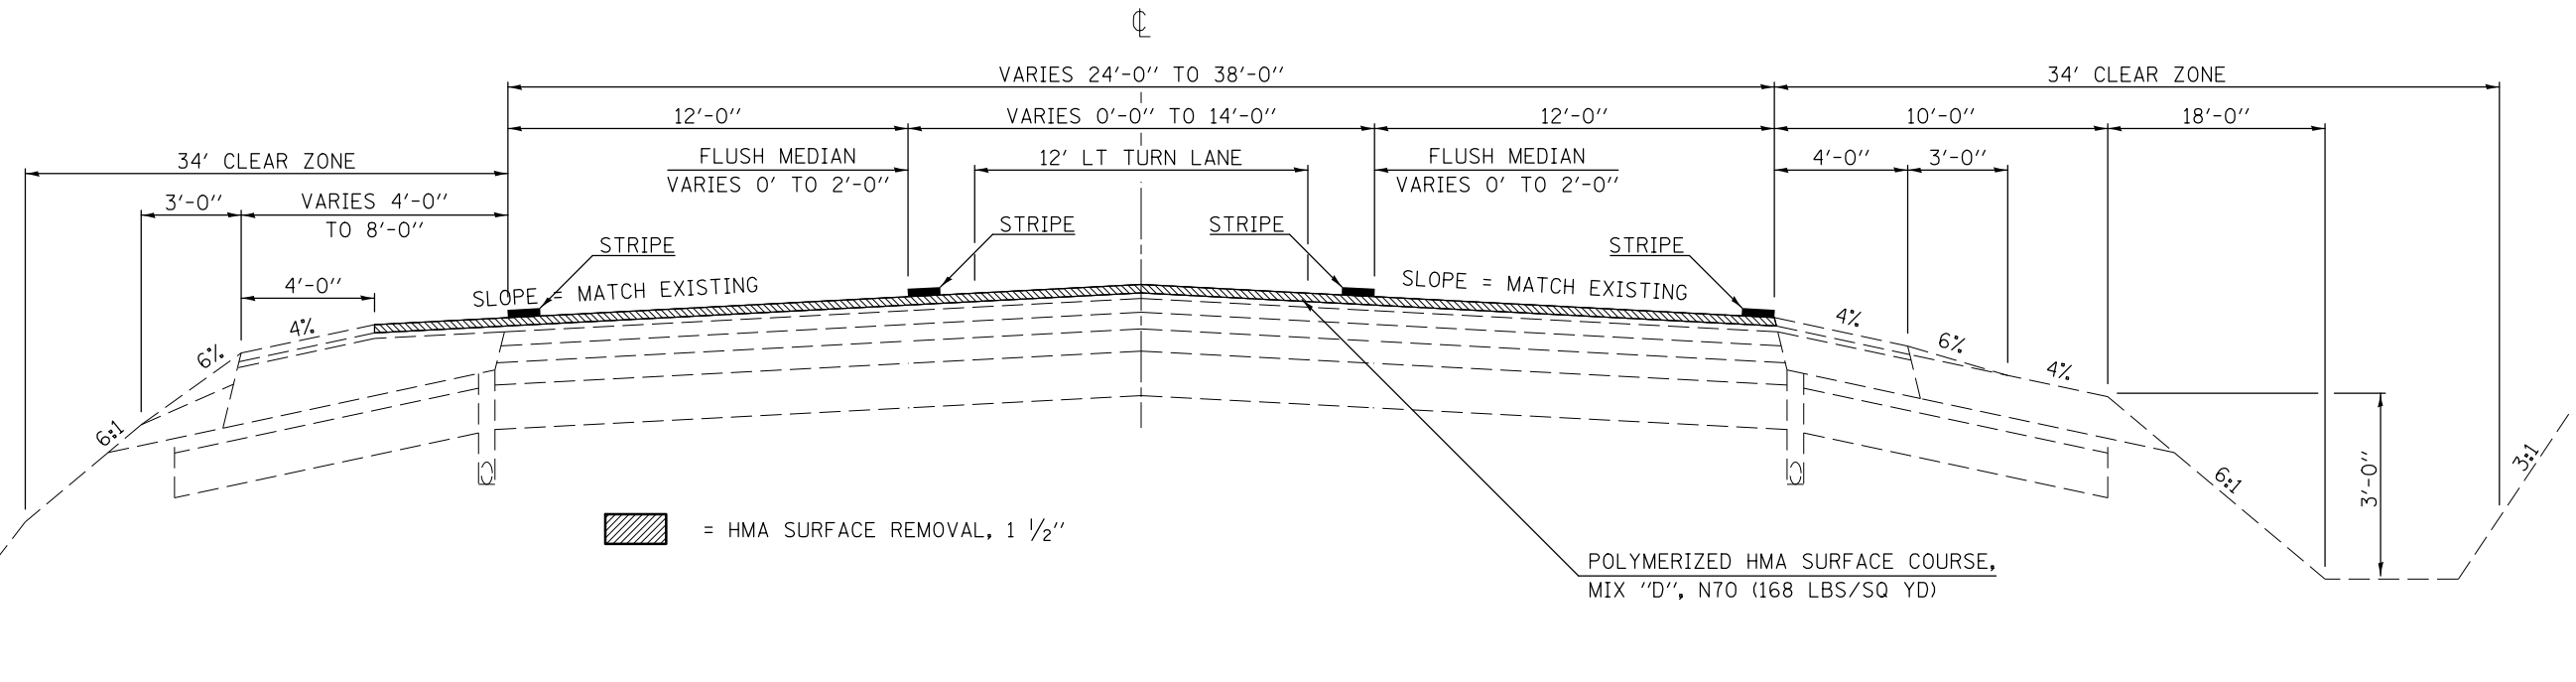 ℄
VARIES 24'-0" TO 38'-0"
34' CLEAR ZONE
12'-0"
VARIES 0'-0" TO 14'-0"
12'-0"
10'-0"
18'-0"
34' CLEAR ZONE
FLUSH MEDIAN
VARIES 0' TO 2'-0"
12' LT TURN LANE
FLUSH MEDIAN
VARIES 0' TO 2'-0"
4'-0"
3'-0"
3'-0"
VARIES 4'-0"
TO 8'-0"
STRIPE
STRIPE
STRIPE
STRIPE
4'-0"
SLOPE = MATCH EXISTING
SLOPE = MATCH EXISTING
4%
6%
6:1
4%
6%
4%
6:1
3'-0"
3:1
= HMA SURFACE REMOVAL, 1 1/2"
POLYMERIZED HMA SURFACE COURSE,
MIX "D", N70 (168 LBS/SQ YD)